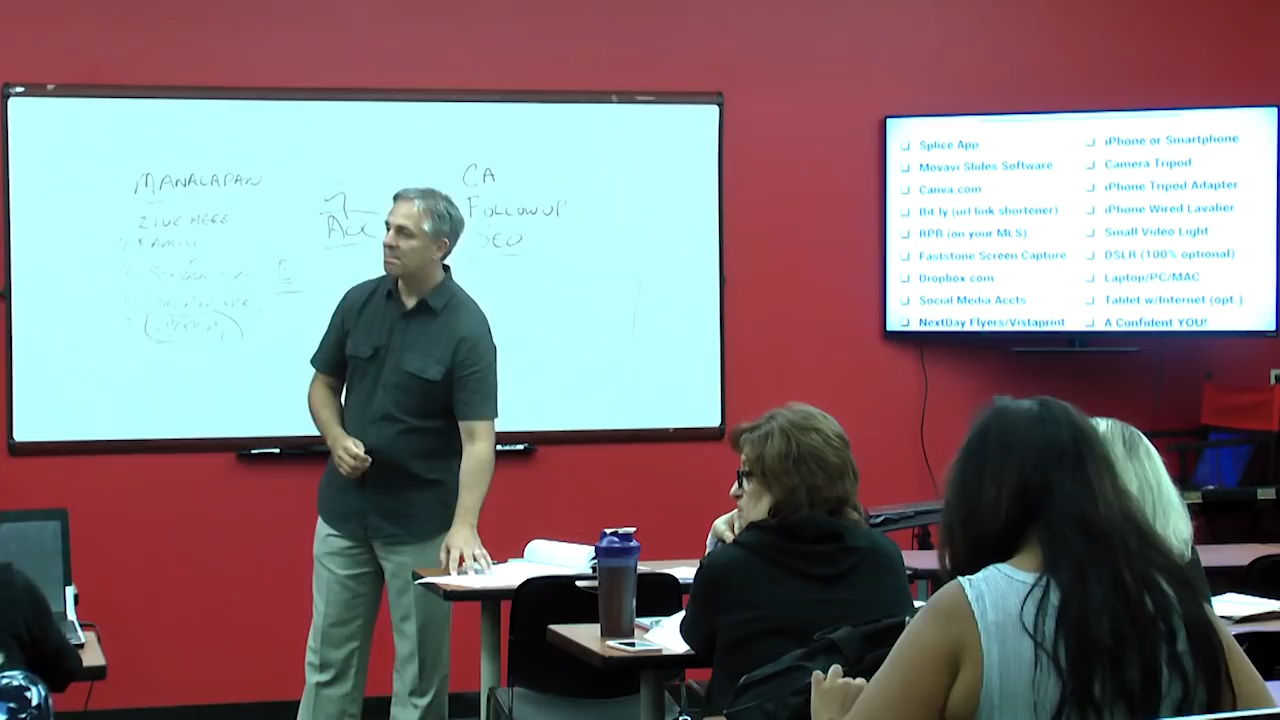 MANALAPAN
LIVE HERE
FAMILY
CA
FOLLOW UP
SEO
Splice App
Movavi Slides Software
Canva.com
Bit.ly (url link shortener)
RPR (on your MLS)
Faststone Screen Capture
Dropbox.com
Social Media Accts
NextDay Flyers/Vistaprint
iPhone or Smartphone
Camera Tripod
iPhone Tripod Adapter
iPhone Wired Lavalier
Small Video Light
DSLR (100% optional)
Laptop/PC/MAC
Tablet w/Internet (opt.)
A Confident YOU!